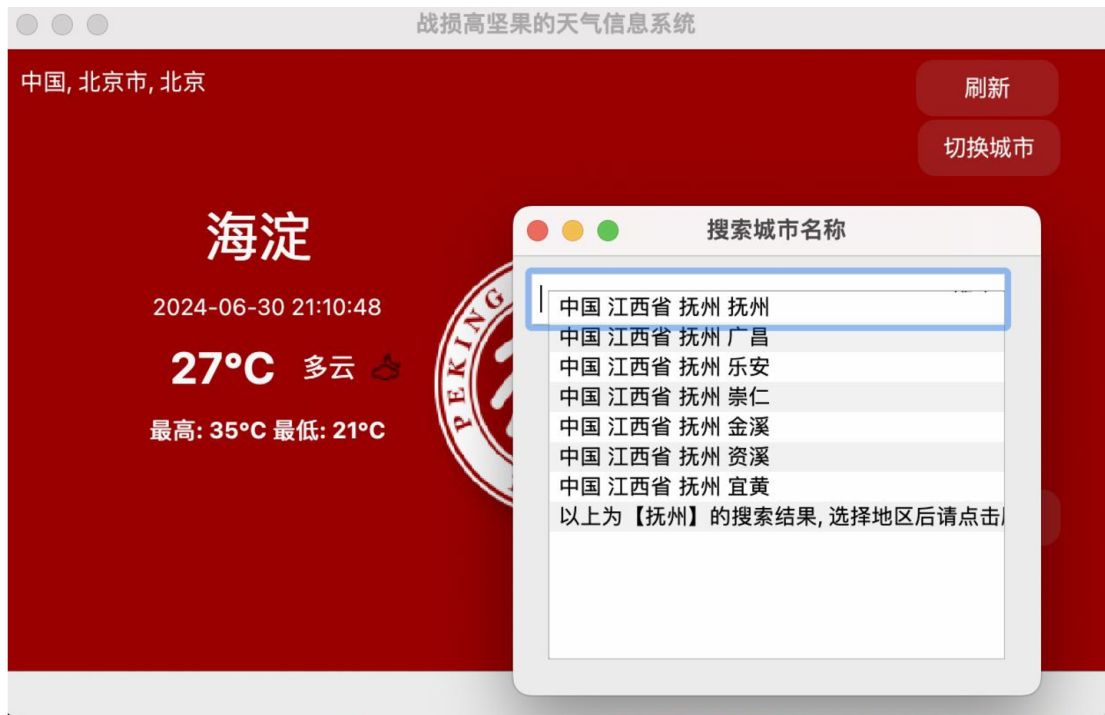 战损高坚果的天气信息系统
中国, 北京市, 北京
刷新
切换城市
海淀
2024-06-30 21:10:48
27°C 多云
最高: 35°C 最低: 21°C
PEKING
搜索城市名称
中国 江西省 抚州 抚州
中国 江西省 抚州 广昌
中国 江西省 抚州 乐安
中国 江西省 抚州 崇仁
中国 江西省 抚州 金溪
中国 江西省 抚州 资溪
中国 江西省 抚州 宜黄
以上为【抚州】的搜索结果, 选择地区后请点击